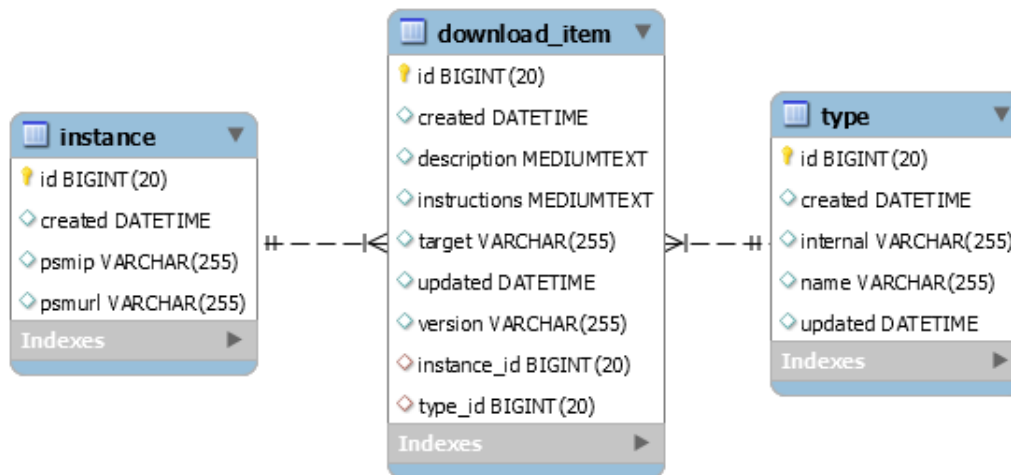 instance
id BIGINT(20)
created DATETIME
psmip VARCHAR(255)
psmurl VARCHAR(255)
Indexes
download_item
id BIGINT(20)
created DATETIME
description MEDIUMTEXT
instructions MEDIUMTEXT
target VARCHAR(255)
updated DATETIME
version VARCHAR(255)
instance_id BIGINT(20)
type_id BIGINT(20)
Indexes
type
id BIGINT(20)
created DATETIME
internal VARCHAR(255)
name VARCHAR(255)
updated DATETIME
Indexes